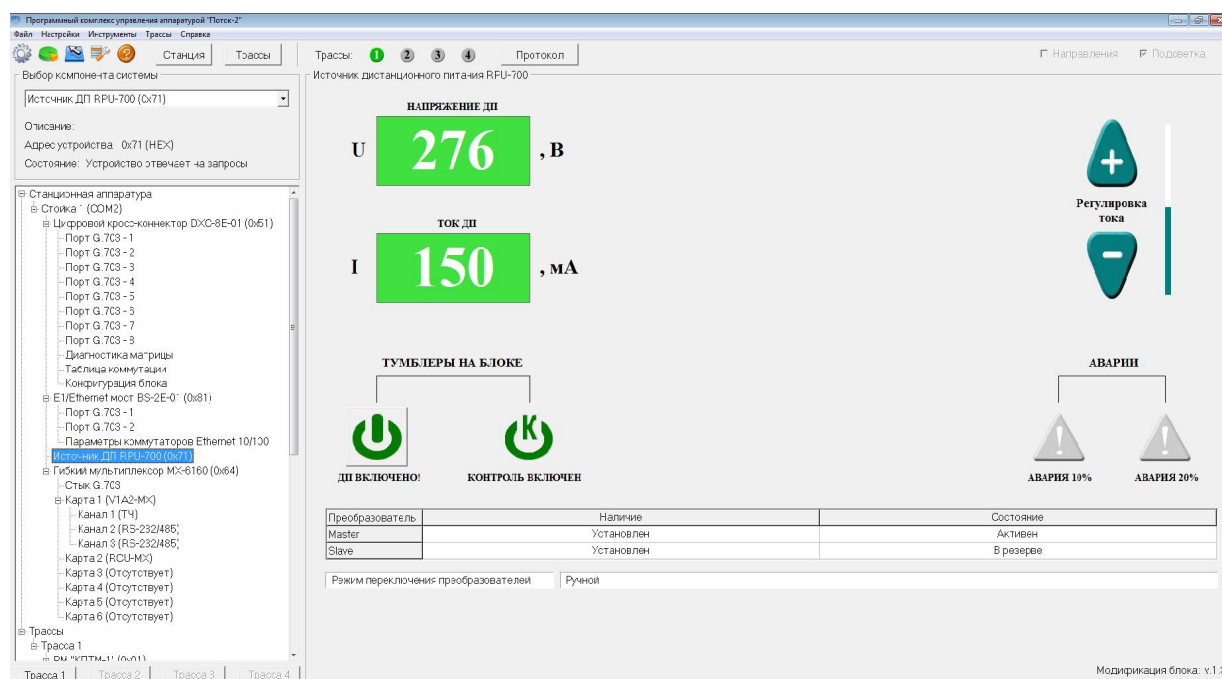 Программный комплекс управления аппаратурой "Поток-2"
Файл Настройки Инструменты Трассы Справка
Станция Трассы Трассы: 1 2 3 4 Протокол Направления Подсветка
Выбор компонента системы
Источник ДП RPU-700 (0x71)
Описание:
Адрес устройства 0x71 (HEX)
Состояние: Устройство отвечает на запросы
Станционная аппаратура
Стойка 1 (COM2)
Цифровой кросс-коннектор DXC-8E-01 (0x51)
Порт G.703 - 1
Порт G.703 - 2
Порт G.703 - 3
Порт G.703 - 4
Порт G.703 - 5
Порт G.703 - 6
Порт G.703 - 7
Порт G.703 - 8
Диагностика матрицы
Таблица коммутации
Конфигурация блока
E1/Ethernet мост BS-2E-01 (0x81)
Порт G.703 - 1
Порт G.703 - 2
Параметры коммутаторов Ethernet 10/100
Источник ДП RPU-700 (0x71)
Гибкий мультиплексор MX-6160 (0x64)
Стык G.703
Карта 1 (V1A2-MX)
Канал 1 (ТЧ)
Канал 2 (RS-232/485)
Канал 3 (RS-232/485)
Карта 2 (RCU-MX)
Карта 3 (Отсутствует)
Карта 4 (Отсутствует)
Карта 5 (Отсутствует)
Карта 6 (Отсутствует)
Трассы
Трасса 1
РМ "КПТМ-1" (0x01)
Трасса 1 Трасса 2 Трасса 3 Трасса 4
Источник дистанционного питания RPU-700
НАПРЯЖЕНИЕ ДП
U 276 , В
ТОК ДП
I 150 , мА
Регулировка
тока
ТУМБЛЕРЫ НА БЛОКЕ
К
ДП ВКЛЮЧЕНО! КОНТРОЛЬ ВКЛЮЧЕН
АВАРИИ
АВАРИЯ 10% АВАРИЯ 20%
Преобразователь Наличие Состояние
Master Установлен Активен
Slave Установлен В резерве
Режим переключения преобразователей Ручной
Модификация блока: v.1.3